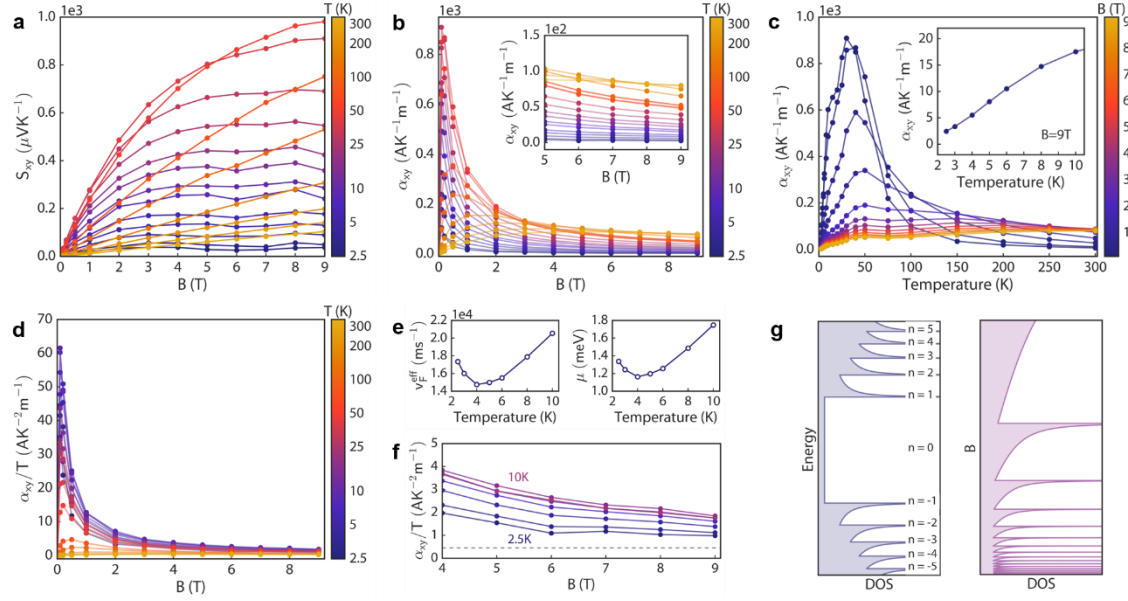 a
1e3
T (K)
S_xy (μVK⁻¹)
1.0
0.8
0.6
0.4
0.2
0.0
0 1 2 3 4 5 6 7 8 9
B (T)
300
200
100
50
25
10
5
2.5
b
1e3
T (K)
α_xy (AK⁻¹m⁻¹)
1.0
0.8
0.6
0.4
0.2
0.0
0 2 4 6 8
B (T)
1e2
α_xy (AK⁻¹m⁻¹)
1.5
1.0
0.5
0.0
5 6 7 8 9
B (T)
300
200
100
50
25
10
5
2.5
c
1e3
B (T)
α_xy (AK⁻¹m⁻¹)
1.0
0.8
0.6
0.4
0.2
0.0
0 50 100 150 200 250 300
Temperature (K)
α_xy (AK⁻¹m⁻¹)
20
15
10
5
0
B=9T
3 4 5 6 7 8 9 10
Temperature (K)
9
8
7
6
5
4
3
2
1
d
T (K)
α_xy/T (AK⁻²m⁻¹)
70
60
50
40
30
20
10
0
0 2 4 6 8
B (T)
300
200
100
50
25
10
5
2.5
e
1e4
v_F^eff (ms⁻¹)
2.2
2.0
1.8
1.6
1.4
2 4 6 8 10
Temperature (K)
μ (meV)
1.8
1.6
1.4
1.2
1.0
2 4 6 8 10
Temperature (K)
f
α_xy/T (AK⁻²m⁻¹)
5
4
3
2
1
0
10K
2.5K
4 5 6 7 8 9
B (T)
g
Energy
n = 5
n = 4
n = 3
n = 2
n = 1
n = 0
n = -1
n = -2
n = -3
n = -4
n = -5
DOS
B
DOS